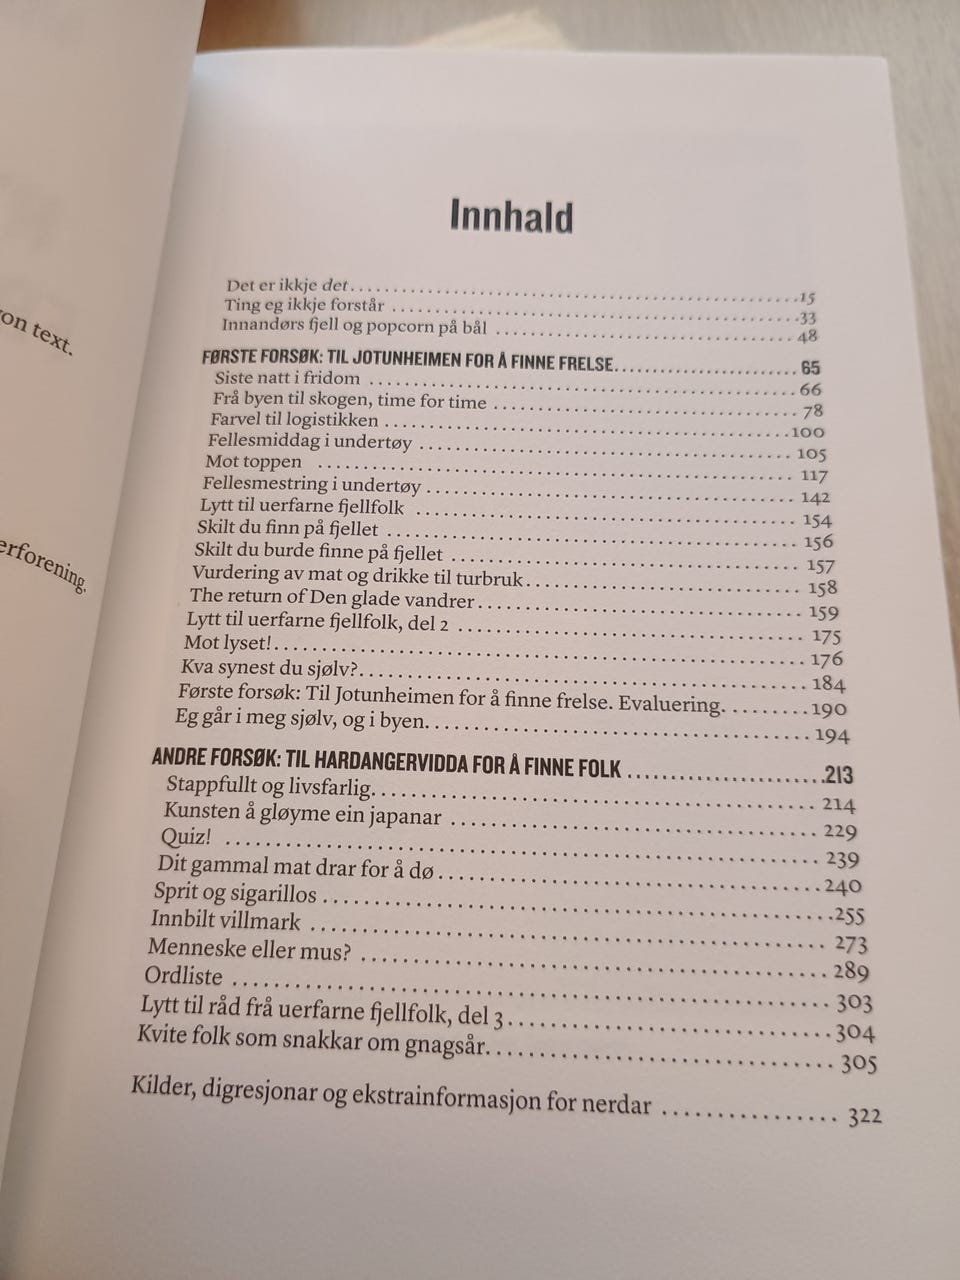 on text.
erforening.
Innhald
Det er ikkje det. 15
Ting eg ikkje forstår 33
Innandørs fjell og popcorn på bål 48
FØRSTE FORSØK: TIL JOTUNHEIMEN FOR Å FINNE FRELSE. 65
Siste natt i fridom 66
Frå byen til skogen, time for time 78
Farvel til logistikken 100
Fellesmiddag i undertøy 105
Mot toppen 117
Fellesmestring i undertøy 142
Lytt til uerfarne fjellfolk 154
Skilt du finn på fjellet 156
Skilt du burde finne på fjellet 157
Vurdering av mat og drikke til turbruk 158
The return of Den glade vandrer 159
Lytt til uerfarne fjellfolk, del 2 175
Mot lyset! 176
Kva synest du sjølv? 184
Første forsøk: Til Jotunheimen for å finne frelse. Evaluering. 190
Eg går i meg sjølv, og i byen. 194
ANDRE FORSØK: TIL HARDANGERVIDDA FOR Å FINNE FOLK 213
Stappfullt og livsfarlig. 214
Kunsten å gløyme ein japanar 229
Quiz! 239
Dit gammal mat drar for å dø 240
Sprit og sigarillos 255
Innbilt villmark 273
Menneske eller mus? 289
Ordliste 303
Lytt til råd frå uerfarne fjellfolk, del 3 304
Kvite folk som snakkar om gnagsår. 305
Kilder, digresjonar og ekstrainformasjon for nerdar 322